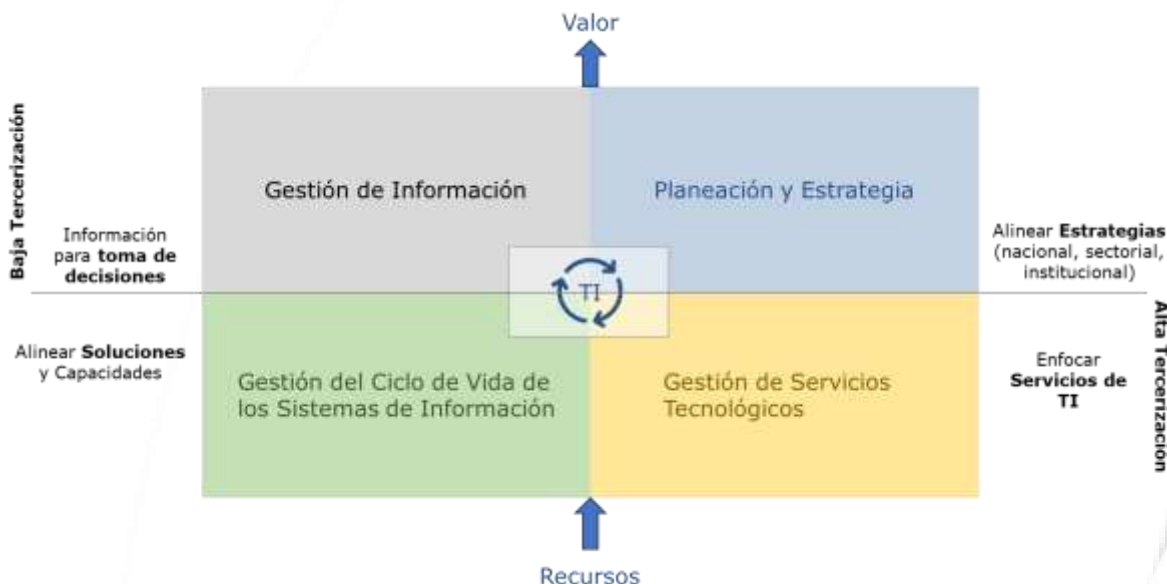 Valor
Baja Tercerización
Gestión de Información
Planeación y Estrategia
Información
para toma de
decisiones
Alinear Estrategias
(nacional, sectorial,
institucional)
TI
Alinear Soluciones
y Capacidades
Gestión del Ciclo de Vida de
los Sistemas de Información
Gestión de Servicios
Tecnológicos
Enfocar
Servicios de
TI
Alta Tercerización
Recursos